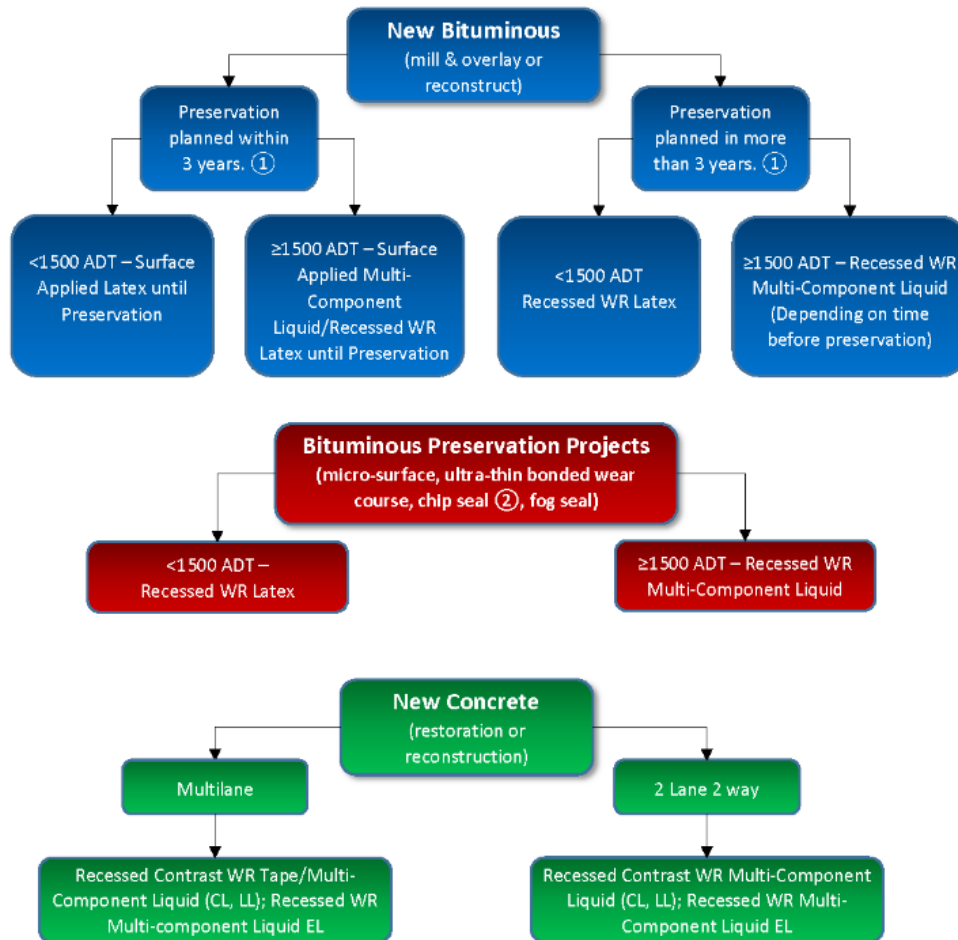 New Bituminous
(mill & overlay or
reconstruct)
Preservation
planned within
3 years. ①
Preservation
planned in more
than 3 years. ①
<1500 ADT – Surface
Applied Latex until
Preservation
≥1500 ADT – Surface
Applied Multi-
Component
Liquid/Recessed WR
Latex until Preservation
<1500 ADT
Recessed WR Latex
≥1500 ADT – Recessed WR
Multi-Component Liquid
(Depending on time
before preservation)
Bituminous Preservation Projects
(micro-surface, ultra-thin bonded wear
course, chip seal ②, fog seal)
<1500 ADT –
Recessed WR Latex
≥1500 ADT – Recessed WR
Multi-Component Liquid
New Concrete
(restoration or
reconstruction)
Multilane
2 Lane 2 way
Recessed Contrast WR Tape/Multi-
Component Liquid (CL, LL); Recessed WR
Multi-component Liquid EL
Recessed Contrast WR Multi-Component
Liquid (CL, LL); Recessed WR Multi-
Component Liquid EL